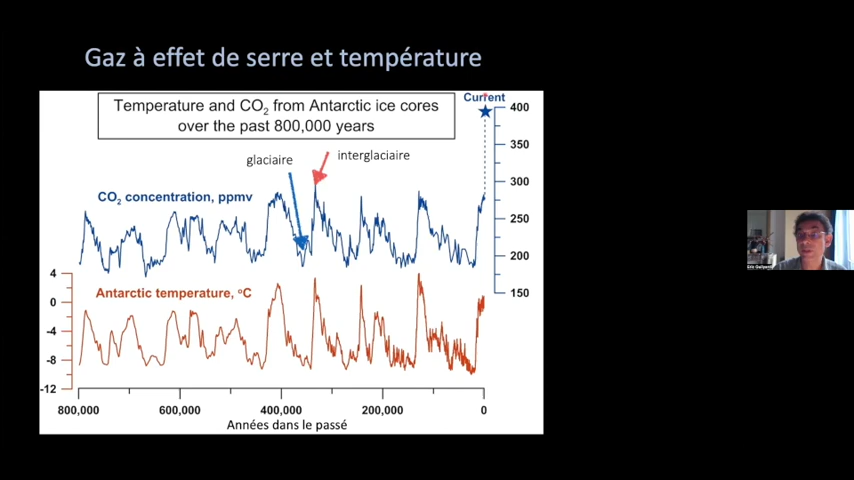 Gaz à effet de serre et température
Current
Temperature and CO₂ from Antarctic ice cores
over the past 800,000 years
400
350
300
250
200
150
glaciaire
interglaciaire
CO₂ concentration, ppmv
Antarctic temperature, °C
4
0
-4
-8
-12
800,000
600,000
400,000
200,000
0
Années dans le passé